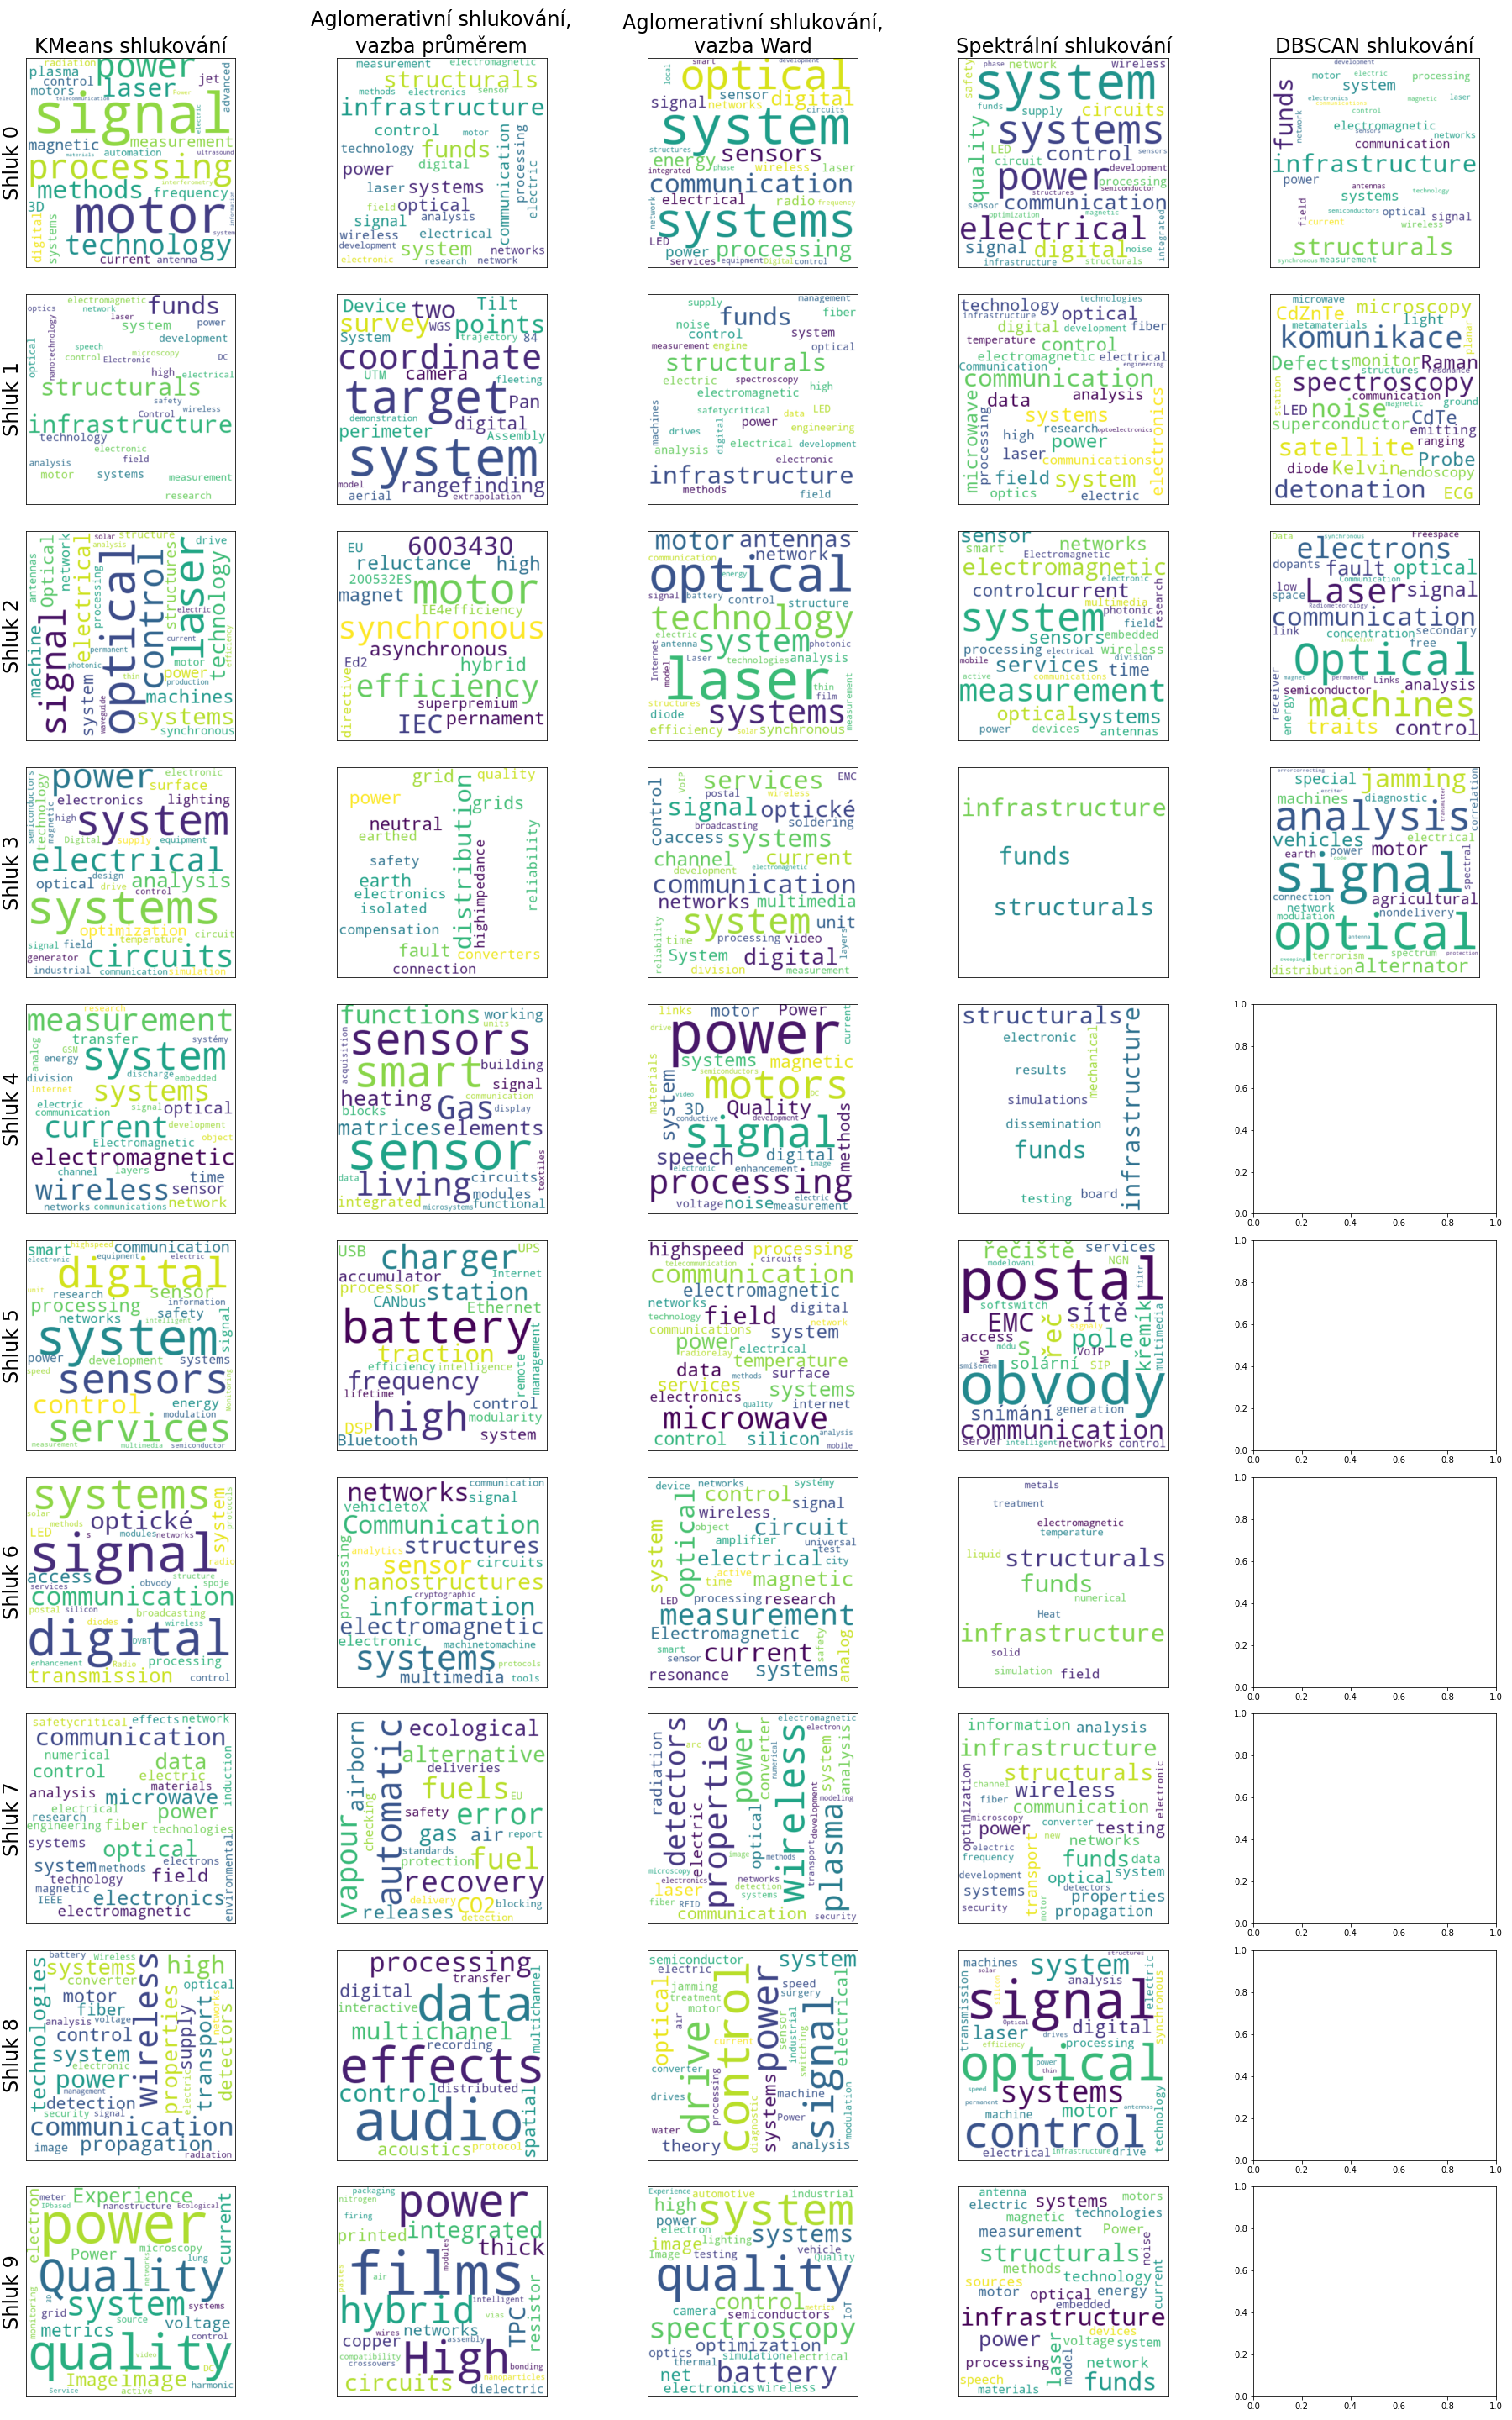 KMeans shlukování
Aglomerativní shlukování,
vazba průměrem
Aglomerativní shlukování,
vazba Ward
Spektrální shlukování
DBSCAN shlukování
Shluk 0
radiation power
plasma laser jet
control
motors
advanced
signal
magnetic measurement
automation
processing
methods frequency
3D motor
digital systems
technology
current antenna
measurement electromagnetic
structurals
methods electronics sensor
infrastructure
control motor
technology funds
digital
power
communication processing electric
laser systems
field optical
signal analysis
wireless electrical
development system networks
electronic research network
smart development
local optical
signal sensor digital
networks circuits
system
structures energy sensors
integrated phase wireless laser
communication
electrical radio frequency
network systems
LED
power processing
services equipment Digital control
phase network wireless
safety system
funds supply circuits
quality systems
LED control sensors
circuit power development
processing
structures semiconductor
sensor communication
optimization magnetic
electrical
signal digital noise integrated
infrastructure structurals
development
motor electric processing
funds system
electronics magnetic laser
communications
control
network electromagnetic
sensors networks
communication
infrastructure
power antennas technology
systems
field semiconductors optical signal
current wireless
structurals
synchronous measurement
Shluk 1
electromagnetic funds
optics network
laser system power
development
nanotechnology speech
optical control microscopy
Electronic DC
high electrical
structurals
safety
Control wireless
infrastructure
technology
electronic
analysis field
motor systems measurement
research
Device two Tilt
survey WGS points
System trajectory 84
coordinate
UTM camera fleeting
target Pan
demonstration digital
perimeter Assembly
system
model rangefinding
aerial extrapolation
supply management
funds fiber
noise
control system
measurement engine optical
structurals
electric spectroscopy
high
electromagnetic
safetycritical data LED
machines power engineering
drives digital
analysis electrical development
electronic
infrastructure
methods field
technology technologies
infrastructure optical
digital development fiber
temperature control
electromagnetic electrical
Communication engineering
communication
data analysis
microwave processing systems
research optoelectronics
high power
laser communications
field system electronics
optics electric
microwave
CdZnTe microscopy
metamaterials light
komunikace planar
Defects monitor Raman
structures resonance
spectroscopy
station communication
LED noise magnetic ground
superconductor CdTe
emitting
satellite ranging
Probe
diode Kelvin endoscopy
detonation ECG
Shluk 2
solar structure
analysis drive
antennas Optical network
electrical processing
optical control laser
structures technology
signal machine
electric
permanent current
photonic motor efficiency
system thin power
production
waveguide machines
systems
synchronous
EU 6003430
reluctance high
200532ES motor
magnet
IE4efficiency
synchronous
asynchronous
Ed2 hybrid
efficiency
directive superpremium
IEC pernament
motor antennas
communication network
optical
energy
signal battery control structure
technology
electric system
antenna photonic
Internet Laser technologies analysis
model laser
thin
film
structures systems measurement
diode
efficiency solar synchronous
sensor
smart networks
Electromagnetic
electromagnetic
electronic
control current research
multimedia
system photonic
field
sensors embedded
processing electrical wireless
mobile services division
time
active communications
measurement
optical systems
power devices antennas
Data synchronous Freespace
electrons
dopants fault optical
Communication
low Laser signal
space Radiometeorology
communication
link concentration secondary
induction free
Optical
magnet permanent Links
semiconductor analysis
receiver energy machines
traits control
Shluk 3
power electronic
surface
semiconductors technology magnetic
electronics lighting
high system
Digital supply equipment
electrical
optical design analysis
drive control
systems
optimization
temperature circuit
signal field
generator circuits
industrial communication simulation
grid quality
power distribution grids
neutral
earthed
safety reliability
earth highimpedance
electronics
isolated
compensation
fault converters
connection
services EMC
VoIP postal wireless
control signal optické
broadcasting soldering
access systems
channel current
development electromagnetic
communication
networks multimedia
system unit
time processing video
reliability System digital layers
division measurement
infrastructure
funds
structurals
errorcorrecting
special jamming
exciter
machines diagnostic transmitter correlation
analysis
vehicles electrical
earth power motor
code spectral
signal
connection agricultural
network nondelivery
modulation
optical
antenna
sweeping terrorism spectrum protection
distribution alternator
Shluk 4
research
measurement
transfer systémy
analog GSM
energy system
division discharge embedded
Internet systems
electric
communication signal optical
current development
Electromagnetic object
electromagnetic
channel layers time
wireless sensor
networks communications network
functions working
units
sensors
acquisition smart building
signal
heating communication
blocks Gas display
matrices elements
sensor textiles
data living circuits
modules
integrated microsystems functional
links motor Power
drive power current
systems magnetic
materials semiconductors
system motors
video DC
3D Quality
conductive development
signal methods
speech digital
electronic enhancement image
processing
voltage noise electric measurement
structurals infrastructure
electronic mechanical
results
simulations
dissemination
funds
testing board
1.0 0.8 0.6 0.4 0.2 0.0
0.0 0.2 0.4 0.6 0.8 1.0
Shluk 5
highspeed communication
smart equipment electric
electronic digital
unit research sensor
processing information
networks safety
intelligent signal
system
power development systems
speed sensors Monitoring
control energy
modulation
services
measurement multimedia semiconductor
USB charger UPS
accumulator Internet
processor station
CANbus Ethernet
battery
traction remote management
efficiency intelligence
frequency
lifetime control
DSP high modularity
Bluetooth system
highspeed processing
circuits
telecommunication
communication
electromagnetic
networks digital
technology field network
communications system
power electrical
radiorelay temperature
data methods surface
services systems
electronics quality internet
microwave analysis
control silicon mobile
řečiště services
modelování NGN
postal filtr
softswitch sítě
EMC signály
access řeč pole křemík multimedia
MG módu s VoIP
smíšeném solární SIP
obvody
snímání generation
communication
server intelligent networks control
1.0 0.8 0.6 0.4 0.2 0.0
0.0 0.2 0.4 0.6 0.8 1.0
Shluk 6
systems system protocols
solar methods optické
LED s modules networks
signal radio
access structure
services obvody spoje
communication
postal silicon broadcasting
diodes wireless
digital
DVBT
enhancement Radio processing
transmission control
networks communication
signal
vehicletoX
Communication
analytics structures
processing sensor circuits
nanostructures
cryptographic
information
electromagnetic
electronic machinetomachine
systems protocols
multimedia tools
device networks systémy
control signal
optical wireless
object circuit
system amplifier universal
test
electrical city
active
time magnetic
LED processing research
measurement
Electromagnetic safety analog
smart current
sensor
resonance systems
metals
treatment
electromagnetic
temperature
liquid structurals
funds
numerical
Heat
infrastructure
solid
simulation field
1.0 0.8 0.6 0.4 0.2 0.0
0.0 0.2 0.4 0.6 0.8 1.0
Shluk 7
safetycritical effects network
communication
numerical data
control electric induction
materials
analysis microwave
electrical power
research
engineering fiber technologies
systems optical
electrons
system methods field
technology environmental
magnetic
IEEE electronics
electromagnetic
airborn automatic ecological
alternative
deliveries
checking fuels EU
safety error
vapour gas air report
standards
protection fuel
recovery
delivery CO2 blocking
releases detection
radiation detectors properties power converter
electromagnetic
electron
arc numerical wireless system analysis
electric optical development modeling
image methods transport plasma
microscopy
electronics networks
laser detection
systems
fiber RFID
communication security
information analysis
infrastructure
structurals electronic
optimization channel wireless
fiber communication
microscopy converter
power testing
electric new networks
frequency funds data
development transport optical system
detectors
systems properties
security motor propagation
1.0 0.8 0.6 0.4 0.2 0.0
0.0 0.2 0.4 0.6 0.8 1.0
Shluk 8
battery Wireless
systems high
converter optical
technologies motor wireless
fiber properties supply transport networks detectors
analysis voltage
control
system electronic
power electric
management
detection
security signal
communication
image propagation
radiation
processing
transfer
digital data multichannel
interactive
multichanel
recording
effects
control distributed
audio spatial
acoustics protocol
semiconductor system
electric
optical jamming speed
treatment surgery
motor electrical
air drive control power signal
current sensor industrial switching
converter
processing
drives machine
systems Power
water diagnostic modulation
theory analysis
machines system structures
solar analysis electric
transmission silicon signal synchronous
Optical digital
laser drives
efficiency processing
optical
power
thin
speed systems
permanent motor antennas
machine technology
control
electrical infrastructure drive
1.0 0.8 0.6 0.4 0.2 0.0
0.0 0.2 0.4 0.6 0.8 1.0
Shluk 9
meter Experience
IPbased nanostructure Ecological
electron power current
Power microscopy
networks lung
Quality
3D system
grid source systems
monitoring metrics voltage
control
quality
video
Image image DC
Service active harmonic
packaging power
nitrogen
firing
printed integrated
modules thick
films
pastes air
intelligent
hybrid vias TPC resistor
wires networks
copper assembly
crossovers High
compatibility bonding
circuits nanoparticles
dielectric
Experience automotive industrial
high system
power
electron systems
image lighting vehicle
Image testing Quality
quality
control metrics IoT
camera semiconductors
spectroscopy
optimization
optics simulation electrical
thermal battery
net
electronics wireless
antenna motors
electric systems
magnetic technologies
measurement Power
structurals noise
methods technology
sources
motor optical energy current
embedded
infrastructure
devices
power laser voltage system
processing model network
speech funds
materials
1.0 0.8 0.6 0.4 0.2 0.0
0.0 0.2 0.4 0.6 0.8 1.0